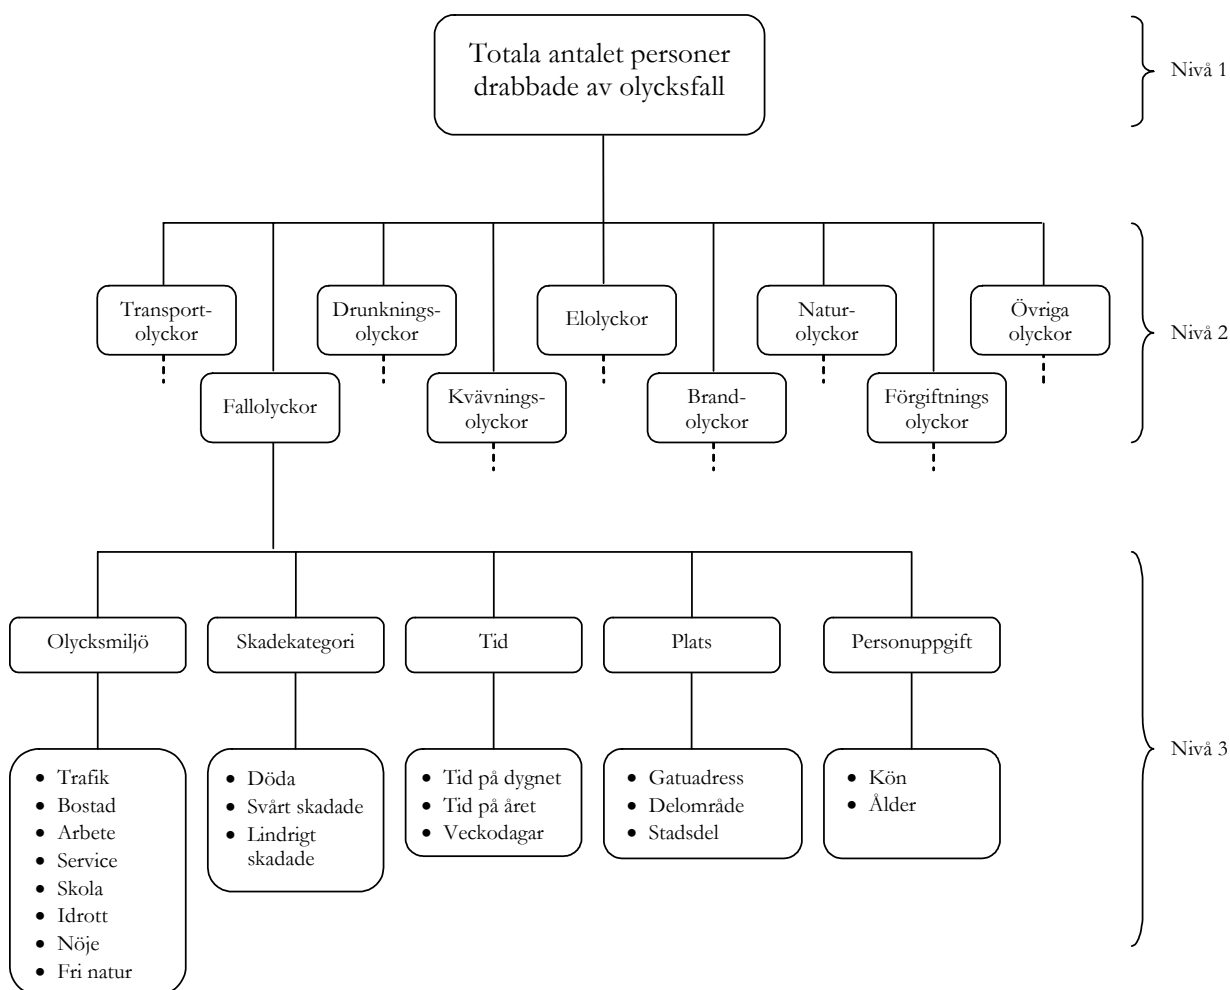 Totala antalet personer
drabbade av olycksfall
Nivå 1
Transport-
olyckor
Drunknings-
olyckor
Elolyckor
Natur-
olyckor
Övriga
olyckor
Nivå 2
Fallolyckor
Kvävnings-
olyckor
Brand-
olyckor
Förgiftnings
olyckor
Olycksmiljö
Skadekategori
Tid
Plats
Personuppgift
Nivå 3
• Trafik
• Bostad
• Arbete
• Service
• Skola
• Idrott
• Nöje
• Fri natur
• Döda
• Svårt skadade
• Lindrigt
skadade
• Tid på dygnet
• Tid på året
• Veckodagar
• Gatuadress
• Delområde
• Stadsdel
• Kön
• Ålder